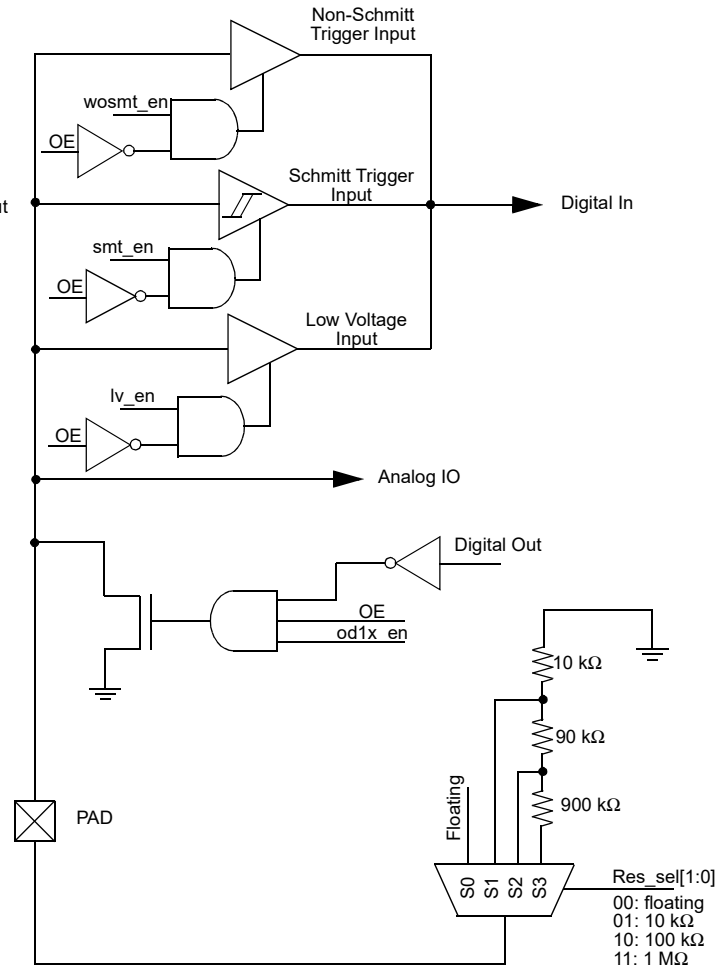 Non-Schmitt
Trigger Input
wosmt_en
OE
Schmitt Trigger
Input
Digital In
smt_en
OE
Low Voltage
Input
lv_en
OE
Analog IO
Digital Out
OE
od1x_en
10 kΩ
90 kΩ
900 kΩ
Floating
PAD
S0
S1
S2
S3
Res_sel[1:0]
00: floating
01: 10 kΩ
10: 100 kΩ
11: 1 MΩ